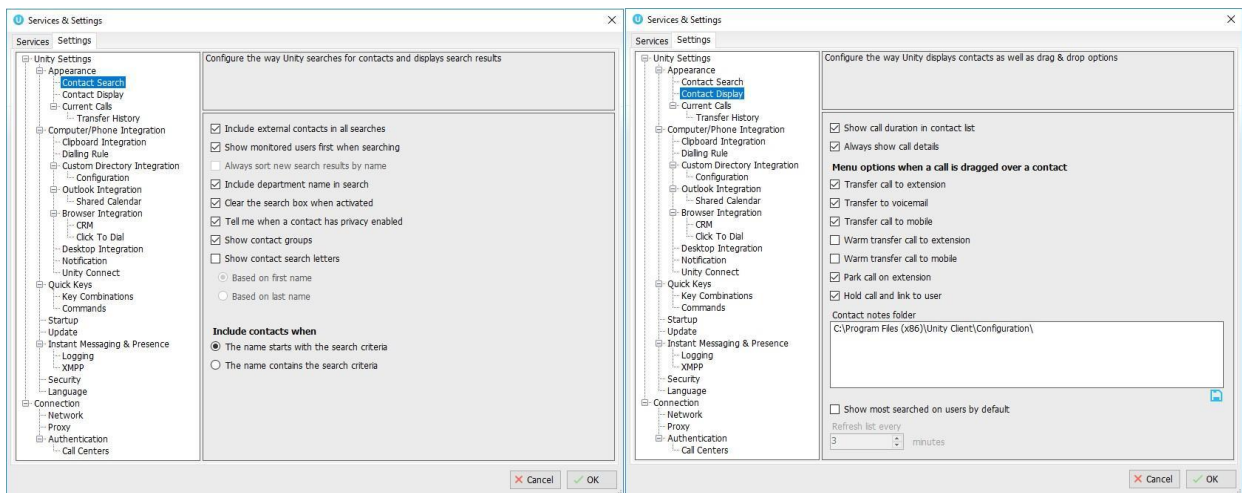 Services & Settings
Services Settings
Unity Settings
Appearance
Contact Search
Contact Display
Current Calls
Transfer History
Computer/Phone Integration
Clipboard Integration
Dialling Rule
Custom Directory Integration
Configuration
Outlook Integration
Shared Calendar
Browser Integration
CRM
Click To Dial
Desktop Integration
Notification
Unity Connect
Quick Keys
Key Combinations
Commands
Startup
Update
Instant Messaging & Presence
Logging
XMPP
Security
Language
Connection
Network
Proxy
Authentication
Call Centers
Configure the way Unity searches for contacts and displays search results
Include external contacts in all searches
Show monitored users first when searching
Always sort new search results by name
Include department name in search
Clear the search box when activated
Tell me when a contact has privacy enabled
Show contact groups
Show contact search letters
Based on first name
Based on last name
Include contacts when
The name starts with the search criteria
The name contains the search criteria
Cancel OK
Services & Settings
Services Settings
Unity Settings
Appearance
Contact Search
Contact Display
Current Calls
Transfer History
Computer/Phone Integration
Clipboard Integration
Dialling Rule
Custom Directory Integration
Configuration
Outlook Integration
Shared Calendar
Browser Integration
CRM
Click To Dial
Desktop Integration
Notification
Unity Connect
Quick Keys
Key Combinations
Commands
Startup
Update
Instant Messaging & Presence
Logging
XMPP
Security
Language
Connection
Network
Proxy
Authentication
Call Centers
Configure the way Unity displays contacts as well as drag & drop options
Show call duration in contact list
Always show call details
Menu options when a call is dragged over a contact
Transfer call to extension
Transfer to voicemail
Transfer call to mobile
Warm transfer call to extension
Warm transfer call to mobile
Park call on extension
Hold call and link to user
Contact notes folder
C:\Program Files (x86)\Unity Client\Configuration\
Show most searched on users by default
Refresh list every
3 minutes
Cancel OK